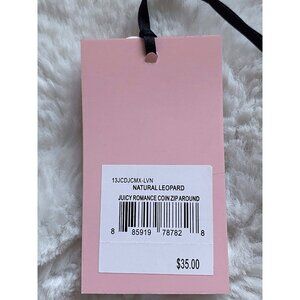 13JCDJCMX-LVN
NATURAL LEOPARD
JUICY ROMANCE COIN ZIP AROUND
8 85919 78782 8
$35.00